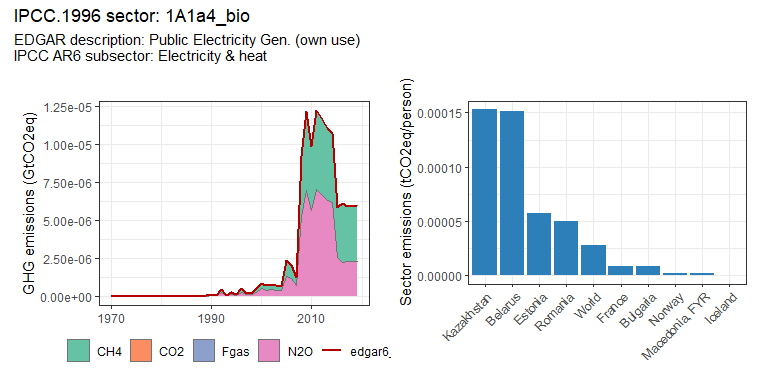 IPCC.1996 sector: 1A1a4_bio
EDGAR description: Public Electricity Gen. (own use)
IPCC AR6 subsector: Electricity & heat
GHG emissions (GtCO2eq)
1.25e-05
1.00e-05
7.50e-06
5.00e-06
2.50e-06
0.00e+00
1970
1990
2010
CH4
CO2
Fgas
N2O
edgar6_
Sector emissions (tCO2eq/person)
0.00015
0.00010
0.00005
0.00000
Kazakhstan
Belarus
Estonia
Romania
World
France
Bulgaria
Norway
Macedonia, FYR
Iceland